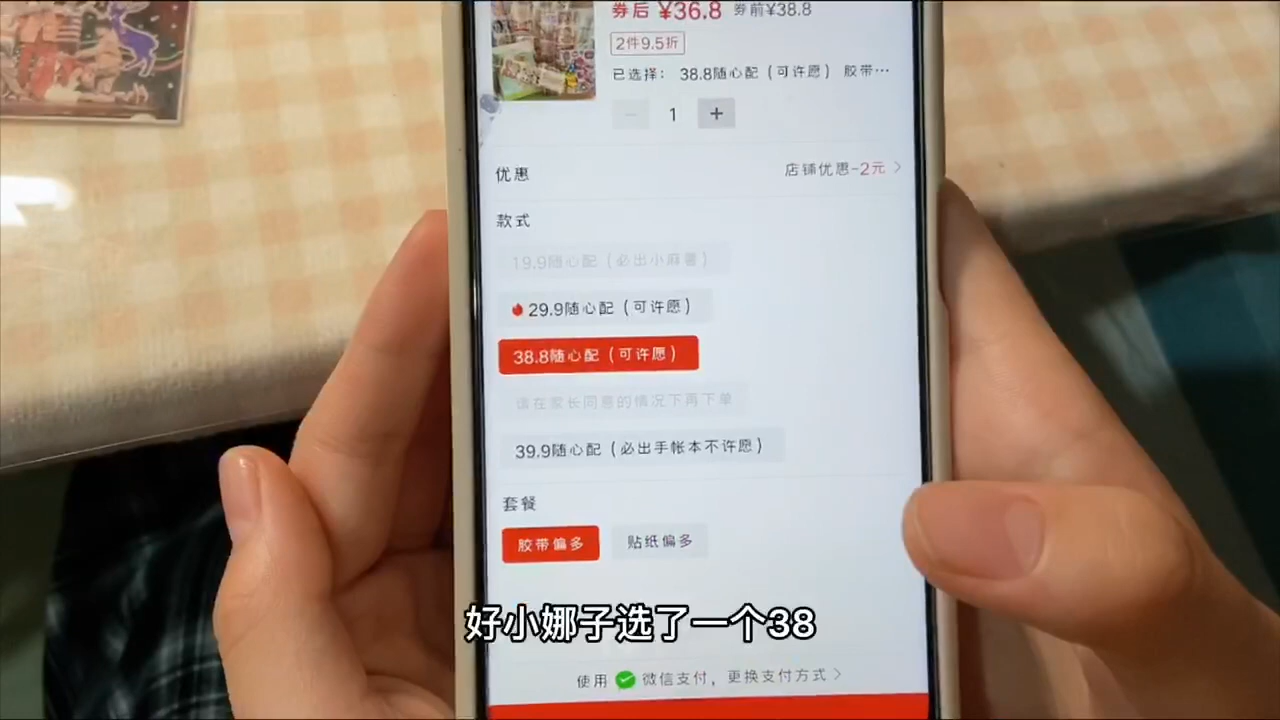 券后 ¥36.8 券前¥38.8
2件9.5折
已选择： 38.8随心配（可许愿） 胶带…
1
优惠 店铺优惠-2元
款式
19.9随心配（必出小麻薯）
29.9随心配（可许愿）
38.8随心配（可许愿）
请在家长同意的情况下再下单
39.9随心配（必出手帐本不许愿）
套餐
胶带偏多 贴纸偏多
好小娜子选了一个38
使用 微信支付，更换支付方式